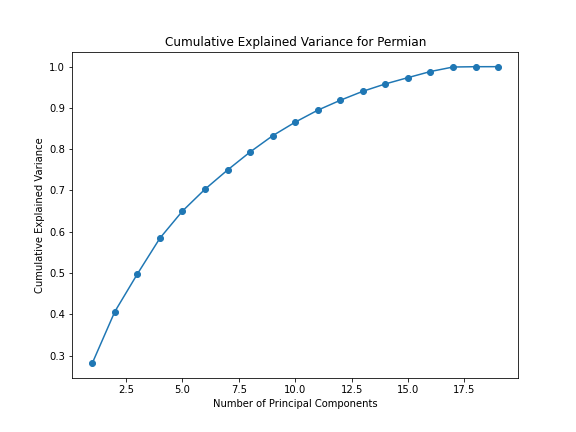 Cumulative Explained Variance for Permian
1.0
0.9
0.8
0.7
0.6
0.5
0.4
0.3
Cumulative Explained Variance
2.5 5.0 7.5 10.0 12.5 15.0 17.5
Number of Principal Components